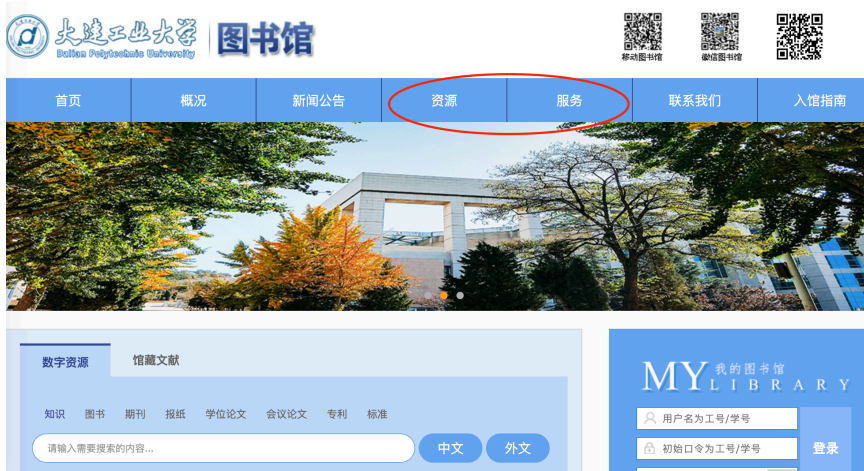 大连工业大学 图书馆
Dalian Polytechnic University
移动图书馆 微信图书馆
首页 概况 新闻公告 资源 服务 联系我们 入馆指南
数字资源 馆藏文献
知识 图书 期刊 报纸 学位论文 会议论文 专利 标准
请输入需要搜索的内容... 中文 外文
MY 我的图书馆
LIBRARY
用户名为工号/学号
初始口令为工号/学号
登录